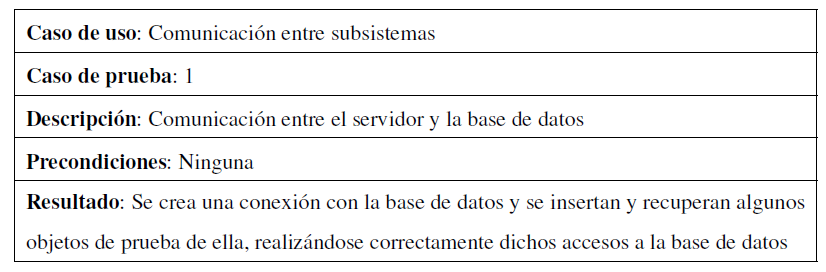 Caso de uso: Comunicación entre subsistemas
Caso de prueba: 1
Descripción: Comunicación entre el servidor y la base de datos
Precondiciones: Ninguna
Resultado: Se crea una conexión con la base de datos y se insertan y recuperan algunos
objetos de prueba de ella, realizándose correctamente dichos accesos a la base de datos